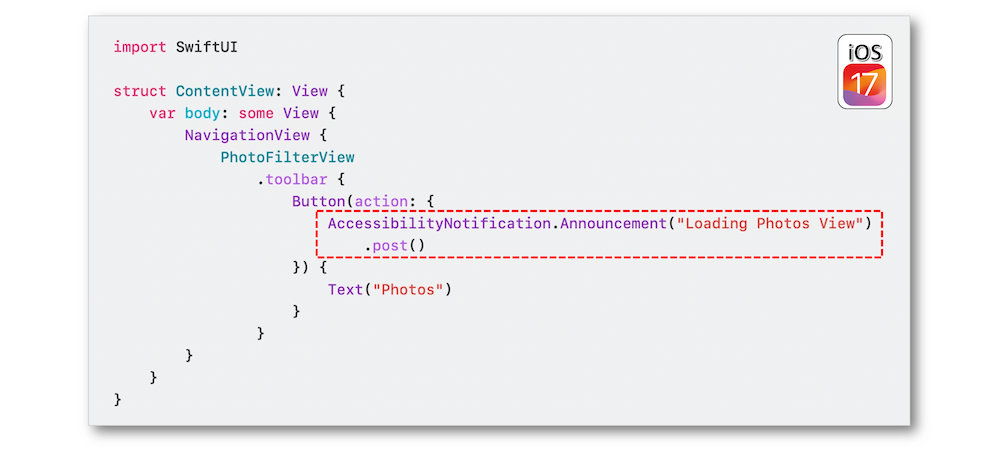 import SwiftUI
iOS
17
struct ContentView: View {
var body: some View {
NavigationView {
PhotoFilterView
.toolbar {
Button(action: {
AccessibilityNotification.Announcement("Loading Photos View")
.post()
}) {
Text("Photos")
}
}
}
}
}